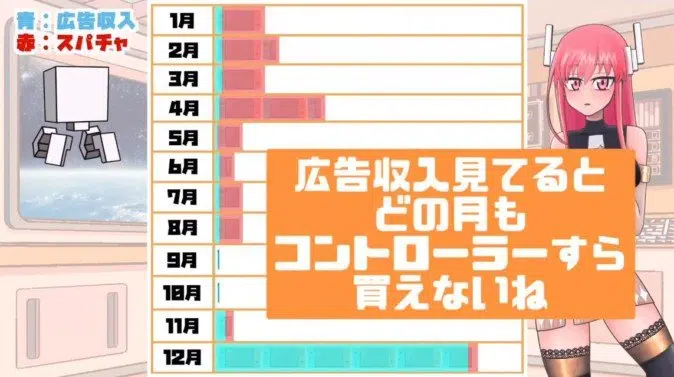 青：広告収入
赤：スパチャ
1月
2月
3月
4月
5月
6月
7月
8月
9月
10月
11月
12月
広告収入見てると
どの月も
コントローラーすら
買えないね